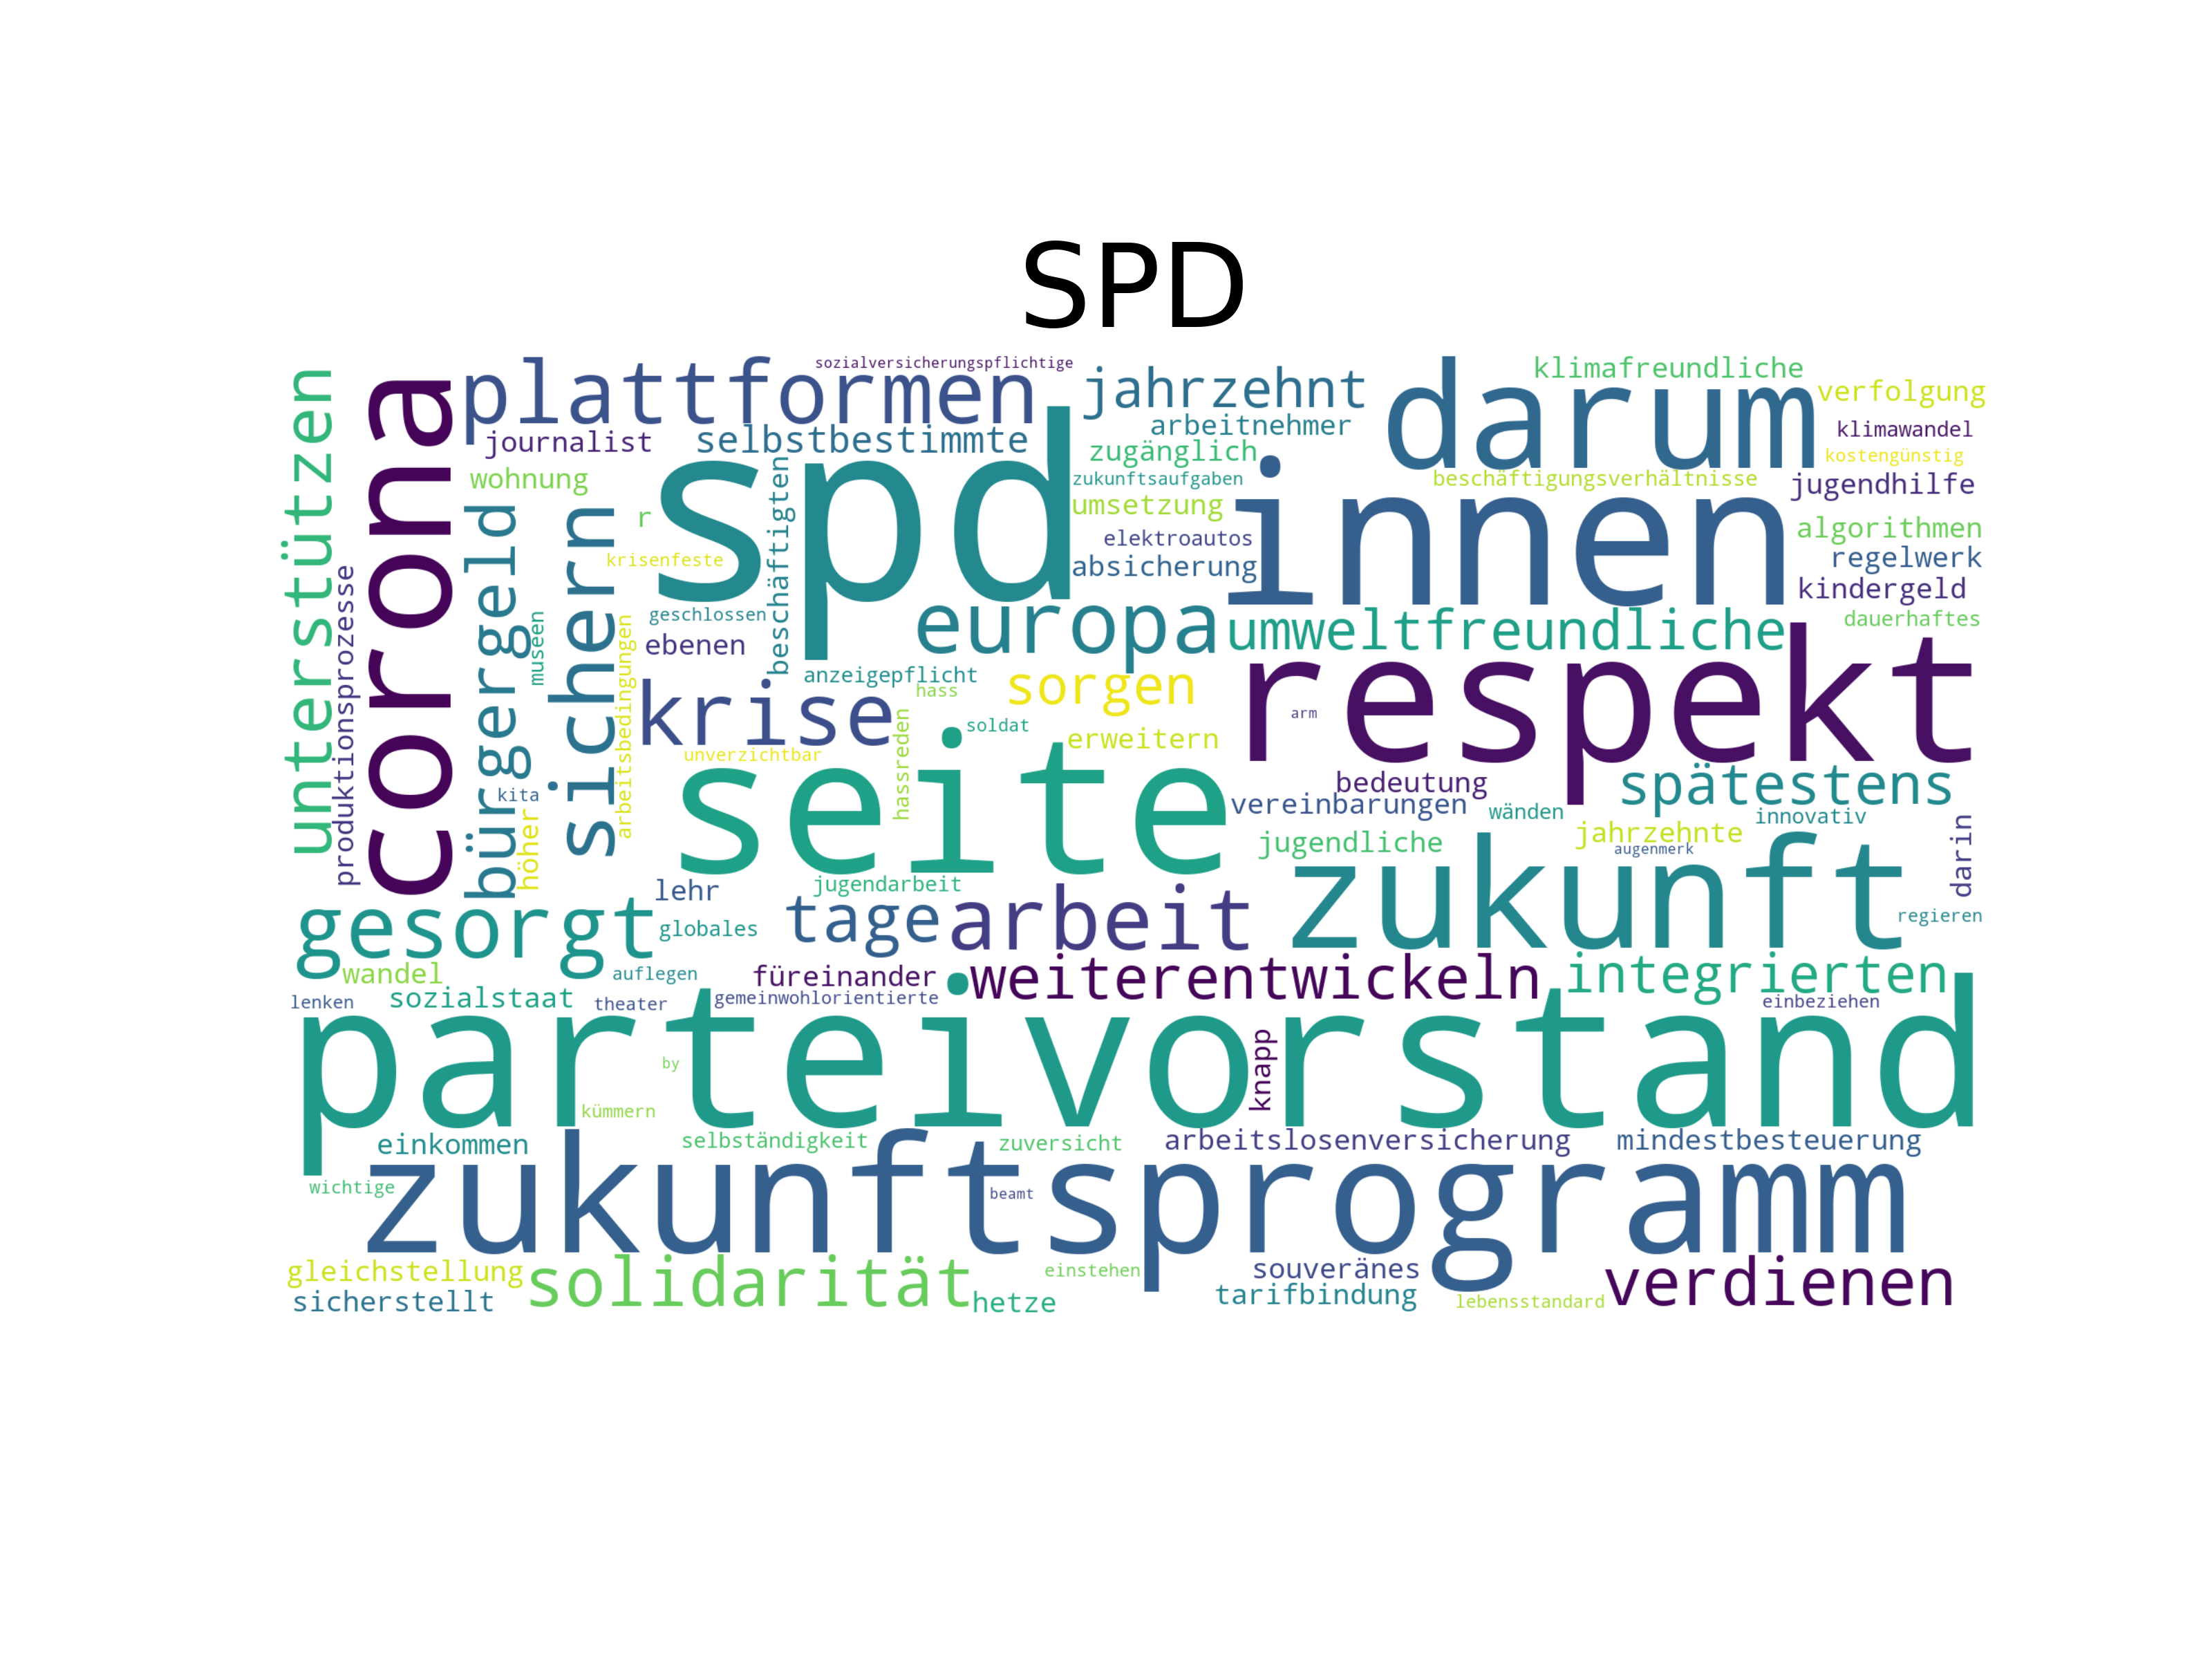 SPD
sozialversicherungspflichtige
plattformen
jahrzehnt
darum
klimafreundliche
verfolgung
unterstützen
corona
journalist
selbstbestimmte
arbeitnehmer
klimawandel
zugänglich
kostengünstig
wohnung
spd
zukunftsaufgaben
innen
beschäftigungsverhältnisse
jugendhilfe
bürgergeld
sichern
r
beschäftigten
umsetzung
algorithmen
elektroautos
krisenfeste
absicherung
regelwerk
produktionsprozesse
kindergeld
museen
geschlossen
europa
umweltfreundliche
dauerhaftes
arbeitsbedingungen
ebenen
anzeigepflicht
hass
sorgen
respekt
krise
soldat
arm
hassreden
erweitern
unverzichtbar
seite
bedeutung
spätestens
kita
höher
vereinbarungen
wänden
innovativ
jugendliche
jahrzehnte
augenmerk
darin
lehr
jugendarbeit
zukunft
gesorgt
globales
tage
arbeit
regieren
wandel
auflegen
füreinander
weiterentwickeln
integrierten
lenken
sozialstaat
theater
gemeinwohlorientierte
einbeziehen
parteivorstand
by
knapp
kümmern
einkommen
selbständigkeit
zuversicht
arbeitslosenversicherung
mindestbesteuerung
wichtige
zukunftsprogramm
beamt
gleichstellung
solidarität
einstehen
souveränes
verdienen
sicherstellt
hetze
tarifbindung
lebensstandard